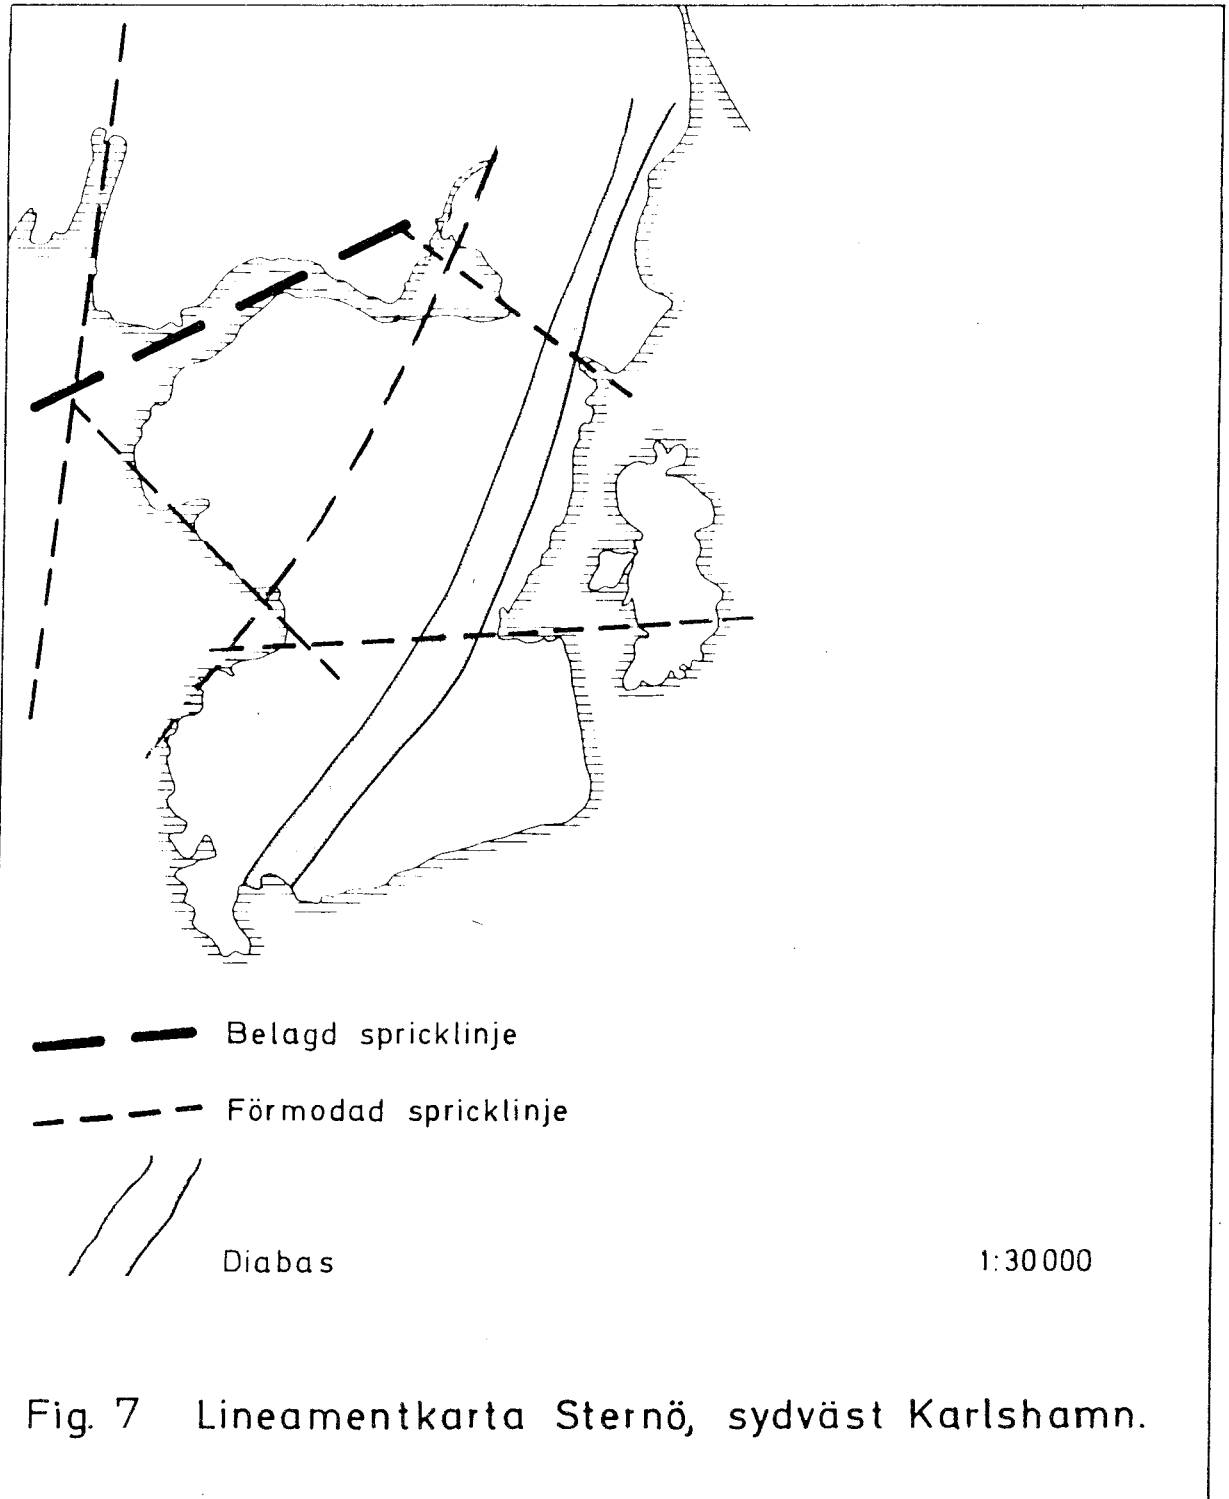 Belagd spricklinje
Förmodad spricklinje
Diabas
1:30000
Fig. 7 Lineamentkarta Sternö, sydväst Karlshamn.